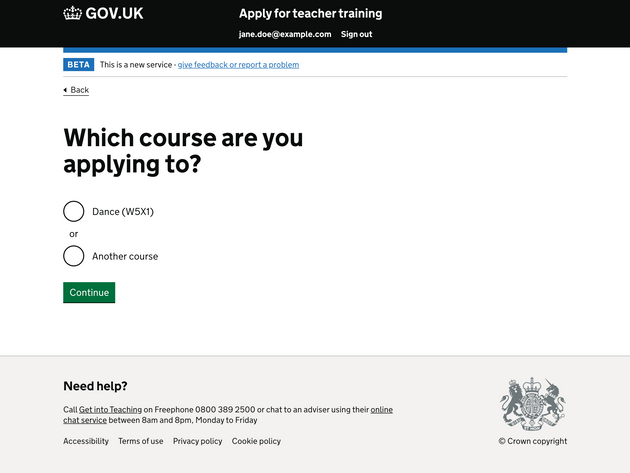 GOV.UK
Apply for teacher training
jane.doe@example.com Sign out
BETA This is a new service - give feedback or report a problem
Back
Which course are you
applying to?
Dance (W5X1)
or
Another course
Continue
Need help?
Call Get into Teaching on Freephone 0800 389 2500 or chat to an adviser using their online
chat service between 8am and 8pm, Monday to Friday
Accessibility Terms of use Privacy policy Cookie policy
© Crown copyright